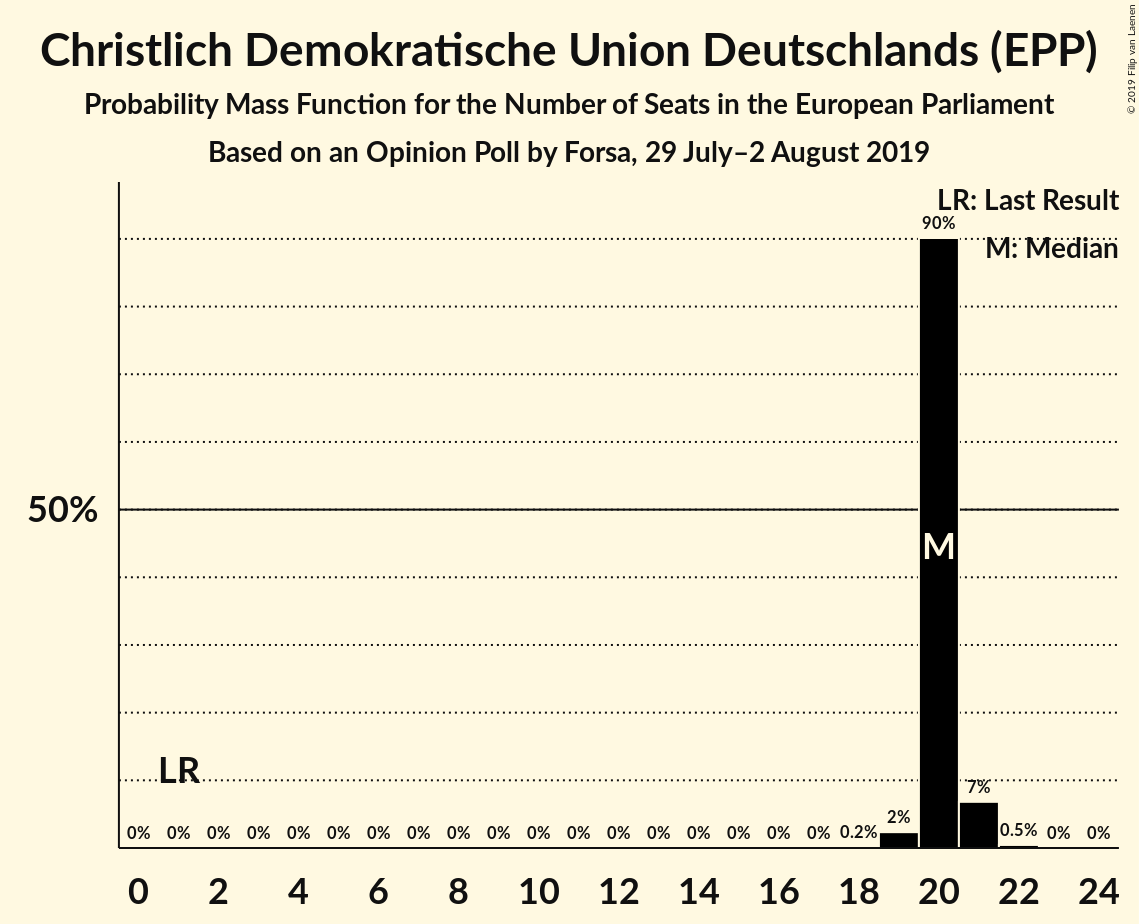 Christlich Demokratische Union Deutschlands (EPP)
Probability Mass Function for the Number of Seats in the European Parliament
Based on an Opinion Poll by Forsa, 29 July–2 August 2019
© 2019 Filip van Laenen
LR: Last Result
90%
M: Median
50%
M
LR
0% 0% 0% 0% 0% 0% 0% 0% 0% 0% 0% 0% 0% 0% 0% 0% 0% 0% 0.2% 2% 7% 0.5% 0% 0%
0 2 4 6 8 10 12 14 16 18 20 22 24